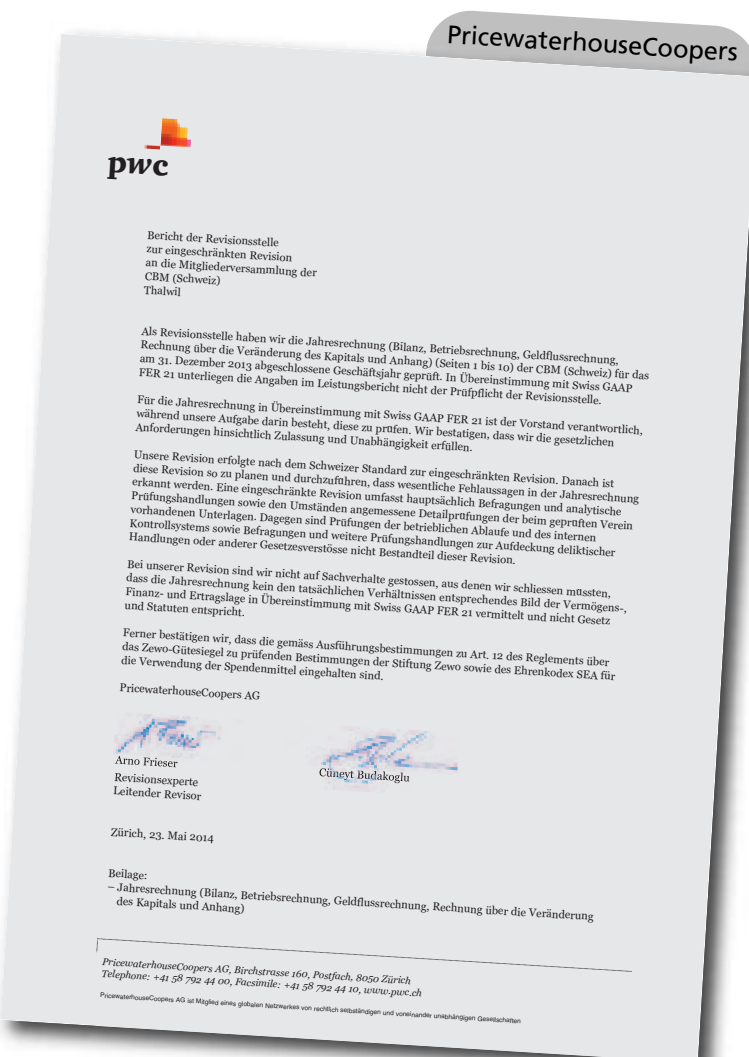 PricewaterhouseCoopers
pwc
Bericht der Revisionsstelle
zur eingeschränkten Revision
an die Mitgliederversammlung der
CBM (Schweiz)
Thalwil
Als Revisionsstelle haben wir die Jahresrechnung (Bilanz, Betriebsrechnung, Geldflussrechnung,
Rechnung über die Veränderung des Kapitals und Anhang) (Seiten 1 bis 10) der CBM (Schweiz) für das
am 31. Dezember 2013 abgeschlossene Geschäftsjahr geprüft. In Übereinstimmung mit Swiss GAAP
FER 21 unterliegen die Angaben im Leistungsbericht nicht der Prüfpflicht der Revisionsstelle.
Für die Jahresrechnung in Übereinstimmung mit Swiss GAAP FER 21 ist der Vorstand verantwortlich,
während unsere Aufgabe darin besteht, diese zu prüfen. Wir bestatigen, dass wir die gesetzlichen
Anforderungen hinsichtlich Zulassung und Unabhängigkeit erfüllen.
Unsere Revision erfolgte nach dem Schweizer Standard zur eingeschränkten Revision. Danach ist
diese Revision so zu planen und durchzuführen, dass wesentliche Fehlaussagen in der Jahresrechnung
erkannt werden. Eine eingeschränkte Revision umfasst hauptsächlich Befragungen und analytische
Prüfungshandlungen sowie den Umständen angemessene Detailprüfungen der beim geprüften Verein
vorhandenen Unterlagen. Dagegen sind Prüfungen der betrieblichen Ablaufe und des internen
Kontrollsystems sowie Befragungen und weitere Prüfungshandlungen zur Aufdeckung deliktischer
Handlungen oder anderer Gesetzesverstösse nicht Bestandteil dieser Revision.
Bei unserer Revision sind wir nicht auf Sachverhalte gestossen, aus denen wir schliessen müssten,
dass die Jahresrechnung kein den tatsächlichen Verhältnissen entsprechendes Bild der Vermögens-,
Finanz- und Ertragslage in Übereinstimmung mit Swiss GAAP FER 21 vermittelt und nicht Gesetz
und Statuten entspricht.
Ferner bestätigen wir, dass die gemäss Ausführungsbestimmungen zu Art. 12 des Reglements über
das Zewo-Gütesiegel zu prüfenden Bestimmungen der Stiftung Zewo sowie des Ehrenkodex SEA für
die Verwendung der Spendenmittel eingehalten sind.
PricewaterhouseCoopers AG
Arno Frieser
Cüneyt Budakoglu
Revisionsexperte
Leitender Revisor
Zürich, 23. Mai 2014
Beilage:
– Jahresrechnung (Bilanz, Betriebsrechnung, Geldflussrechnung, Rechnung über die Veränderung
des Kapitals und Anhang)
PricewaterhouseCoopers AG, Birchstrasse 160, Postfach, 8050 Zürich
Telephone: +41 58 792 44 00, Facsimile: +41 58 792 44 10, www.pwc.ch
PricewaterhouseCoopers AG ist Mitglied eines globalen Netzwerkes von rechtlich selbständigen und voneinander unabhängigen Gesellschaften